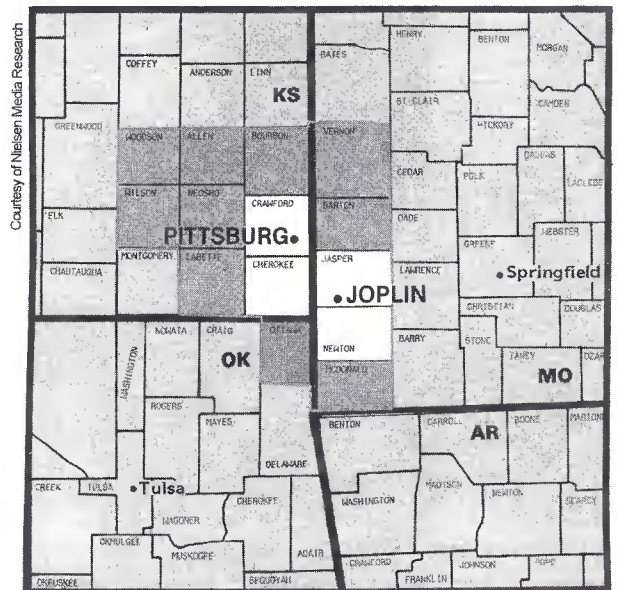 Courtesy of Nielsen Media Research
HENRY
BENTON
MORGAN
BATES
COFFEY
ANDERSON
LINN
KS
ST CLAIR
CAMDEN
GREENWOOD
HICKORY
WOODSON
ALLEN
BOURBON
VERNON
DALLAS
CEDAR
POLK
LACLEDE
WILSON
NEOSHO
CRAWFORD
BARTON
ELK
DADE
PITTSBURG
GREENE
WEBSTER
MONTGOMERY
LABETTE
CHEROKEE
JASPER
CHAUTAUQUA
LAWRENCE
Springfield
JOPLIN
CHRISTIAN
DOUGLAS
NOWATA
CRAIG
OTTAWA
WASHINGTON
OK
NEWTON
BARRY
STONE
TANEY
OZAR
MCDONALD
MO
ROGERS
MAYES
BENTON
CARROLL
BOONE
MARION
AR
DELAWARE
CREEK
TULSA
Tulsa
MADISON
NEWTON
SEARCY
CHEROKEE
WASHINGTON
WAGONER
OKMULGEE
MUSKOGEE
ADAIR
CRAWFORD
JOHNSON
POPE
OKFUSKEE
SEQUOYAH
FRANKLIN